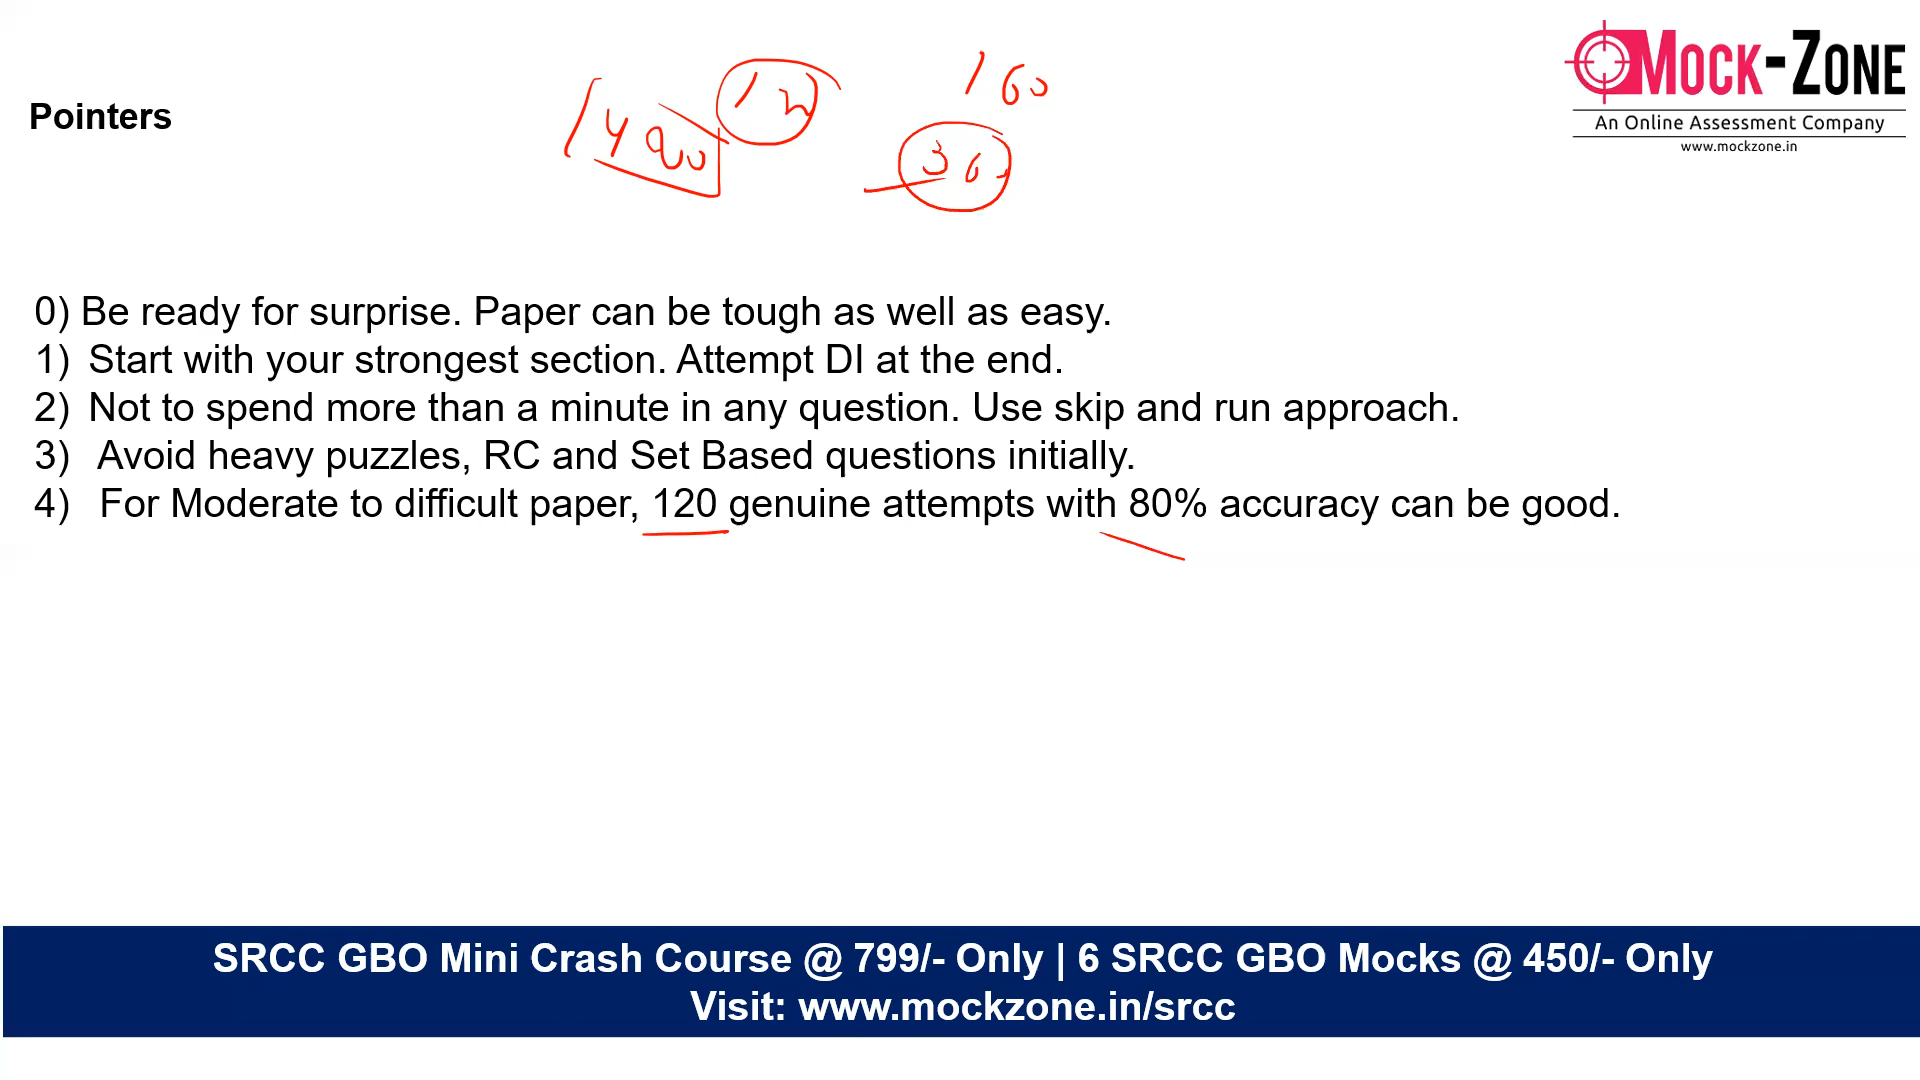 160
Mock-Zone
An Online Assessment Company
www.mockzone.in
Pointers
0) Be ready for surprise. Paper can be tough as well as easy.
1) Start with your strongest section. Attempt DI at the end.
2) Not to spend more than a minute in any question. Use skip and run approach.
3) Avoid heavy puzzles, RC and Set Based questions initially.
4) For Moderate to difficult paper, 120 genuine attempts with 80% accuracy can be good.
SRCC GBO Mini Crash Course @ 799/- Only | 6 SRCC GBO Mocks @ 450/- Only
Visit: www.mockzone.in/srcc